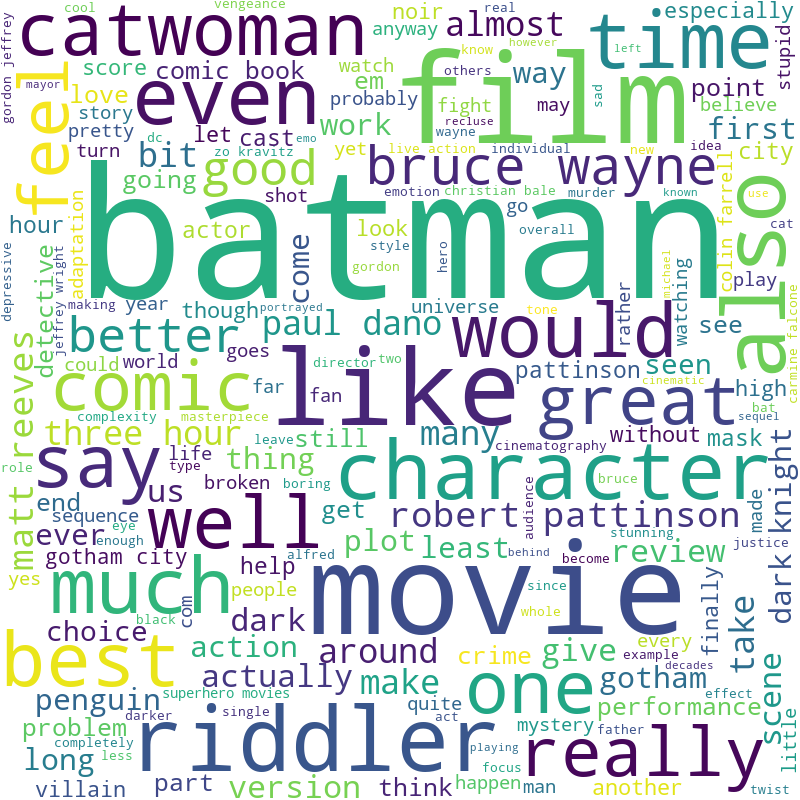 cool
vengeance
catwoman
noir
anyway
almost
real
know
however
especially
time
left
stupid
gordon jeffrey
mayor
feel
score
comic book
em
watch
others
way
film
sad
love
even
probably
fight
recluse
may
point
believe
story
pretty
let
cast
work
wayne
idea
first
turn
dc
emo
yet
live action
individual
new
bit
zo kravitz
good
bruce wayne
city
going
shot
emotion
christian bale
murder
known
use
also
cat
batman
actor
look
go
hour
adaptation
come
style
hero
overall
colin farrell
play
detective
gordon
depressive
jeffrey wright
making
year
though
portrayed
universe
rather
michael
watching
see
carmine falcone
better
paul dano
would
tone
matt reeves
could
world
goes
director
two
pattinson
seen
comic
like
far
fan
cinematic
great
high
bat
sequel
complexity
masterpiece
three hour
leave
still
many
cinematography
without
mask
role
say
life
type
thing
character
us
broken
boring
audience
bruce
end
sequence
eye
well
get
robert pattinson
made
dark knight
ever
enough
plot
least
stunning
review
justice
yes
gotham city
help
alfred
behind
become
since
finally
much
people
movie
com
black
dark
whole
choice
action
around
every
take
best
crime
give
example
scene
actually
make
gotham
decades
penguin
superhero movies
quite
one
performance
effect
problem
darker
single
act
mystery
father
little
completely
less
riddler
playing
really
long
focus
villain
part
version
think
happen
man
another
twist